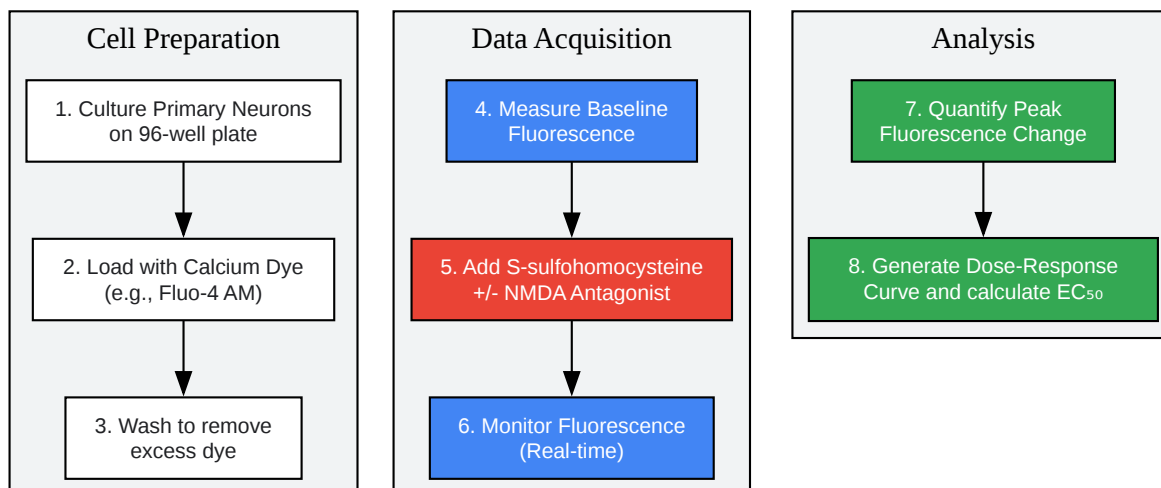 Cell Preparation
1. Culture Primary Neurons
on 96-well plate
2. Load with Calcium Dye
(e.g., Fluo-4 AM)
3. Wash to remove
excess dye
Data Acquisition
4. Measure Baseline
Fluorescence
5. Add S-sulfohomocysteine
+/- NMDA Antagonist
6. Monitor Fluorescence
(Real-time)
Analysis
7. Quantify Peak
Fluorescence Change
8. Generate Dose-Response
Curve and calculate EC₅₀